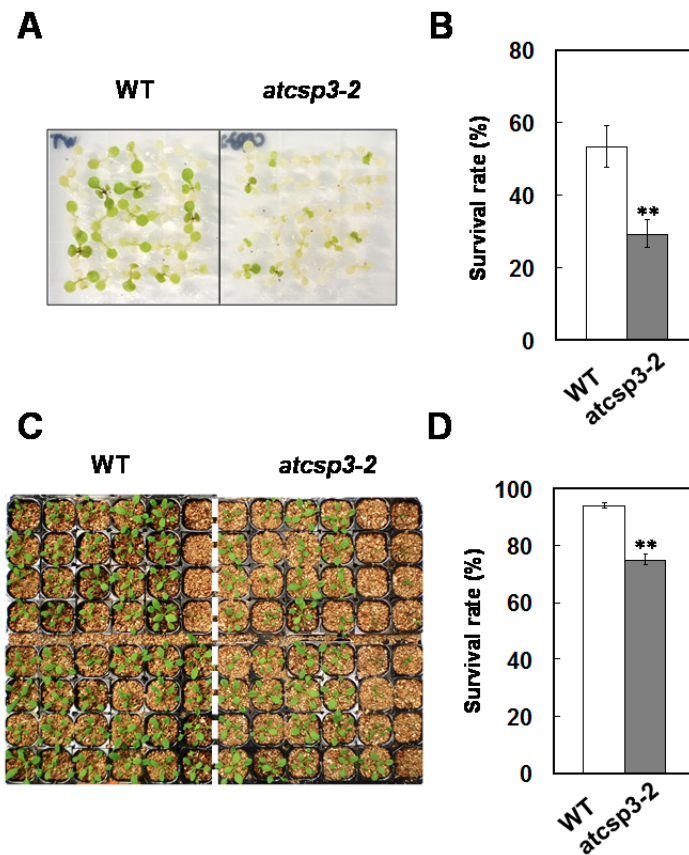 A
WT
atcsp3-2
B
Survival rate (%)
80
60
40
20
0
**
WT
atcsp3-2
C
WT
atcsp3-2
D
Survival rate (%)
100
80
60
40
20
0
**
WT
atcsp3-2